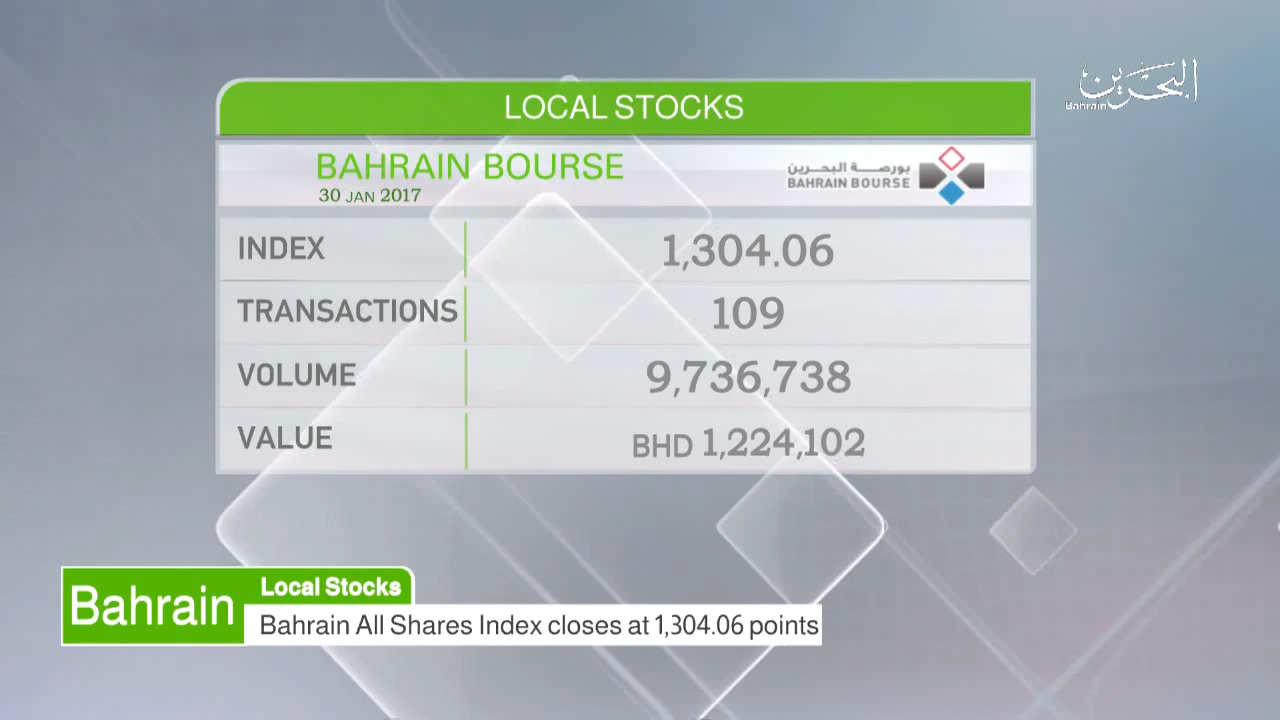 البحرين
Bahrain
LOCAL STOCKS
BAHRAIN BOURSE
30 JAN 2017
بورصة البحرين
BAHRAIN BOURSE
INDEX 1,304.06
TRANSACTIONS 109
VOLUME 9,736,738
VALUE BHD 1,224,102
Bahrain
Local Stocks
Bahrain All Shares Index closes at 1,304.06 points